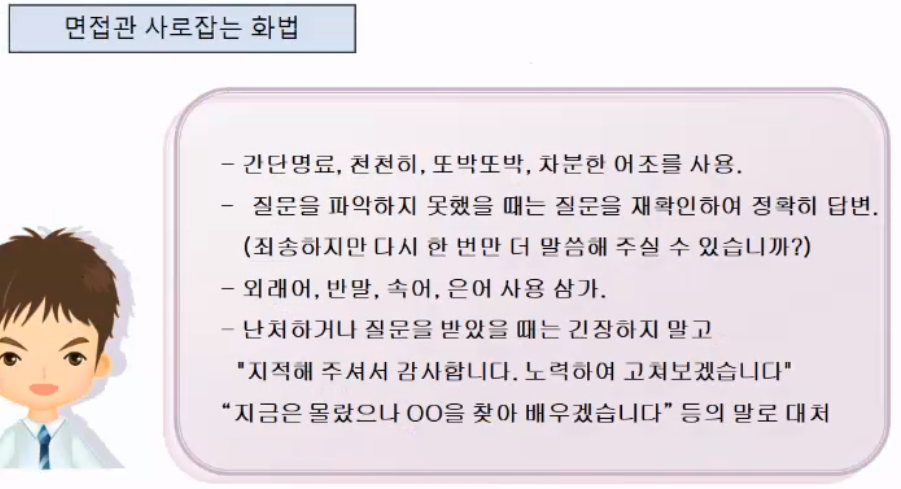 면접관 사로잡는 화법
- 간단명료, 천천히, 또박또박, 차분한 어조를 사용.
- 질문을 파악하지 못했을 때는 질문을 재확인하여 정확히 답변.
(죄송하지만 다시 한 번만 더 말씀해 주실 수 있습니까?)
- 외래어, 반말, 속어, 은어 사용 삼가.
- 난처하거나 질문을 받았을 때는 긴장하지 말고
"지적해 주셔서 감사합니다. 노력하여 고쳐보겠습니다"
“지금은 몰랐으나 OO을 찾아 배우겠습니다” 등의 말로 대처